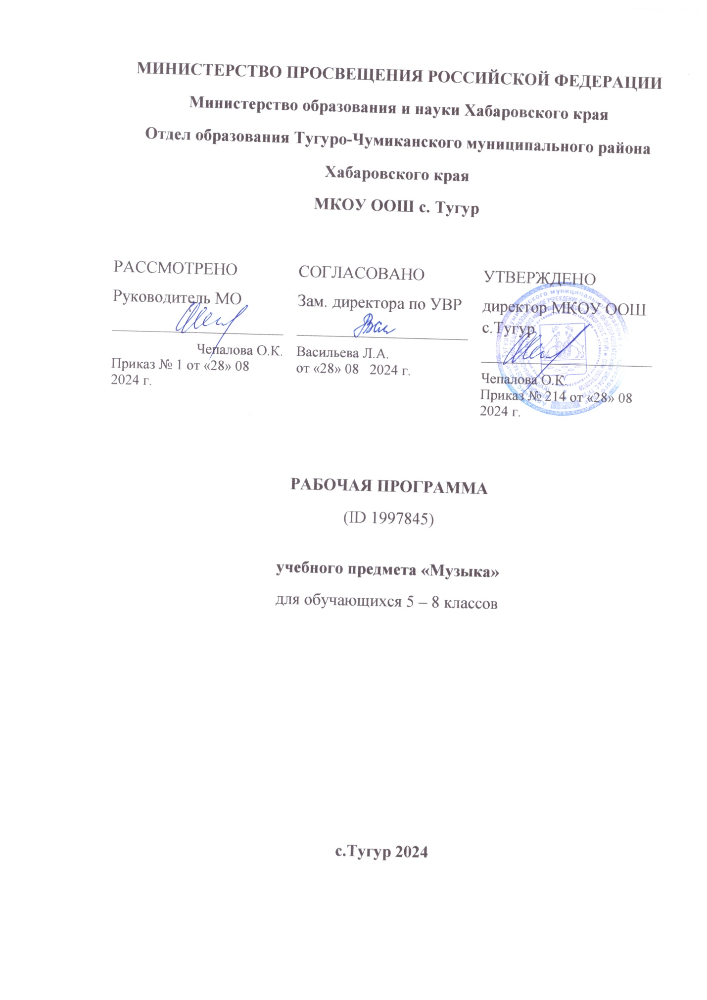 МИНИСТЕРСТВО ПРОСВЕЩЕНИЯ РОССИЙСКОЙ ФЕДЕРАЦИИ
Министерство образования и науки Хабаровского края
Отдел образования Тугуро-Чумиканского муниципального района
Хабаровского края
МКОУ ООШ с. Тугур
РАССМОТРЕНО
Руководитель МО
Чепалова О.К.
Приказ № 1 от «28» 08
2024 г.
СОГЛАСОВАНО
Зам. директора по УВР
Васильева Л.А.
от «28» 08 2024 г.
УТВЕРЖДЕНО
директор МКОУ ООШ
с.Тугур
Чепалова О.К.
Приказ № 214 от «28» 08
2024 г.
РАБОЧАЯ ПРОГРАММА
(ID 1997845)
учебного предмета «Музыка»
для обучающихся 5 – 8 классов
с.Тугур 2024